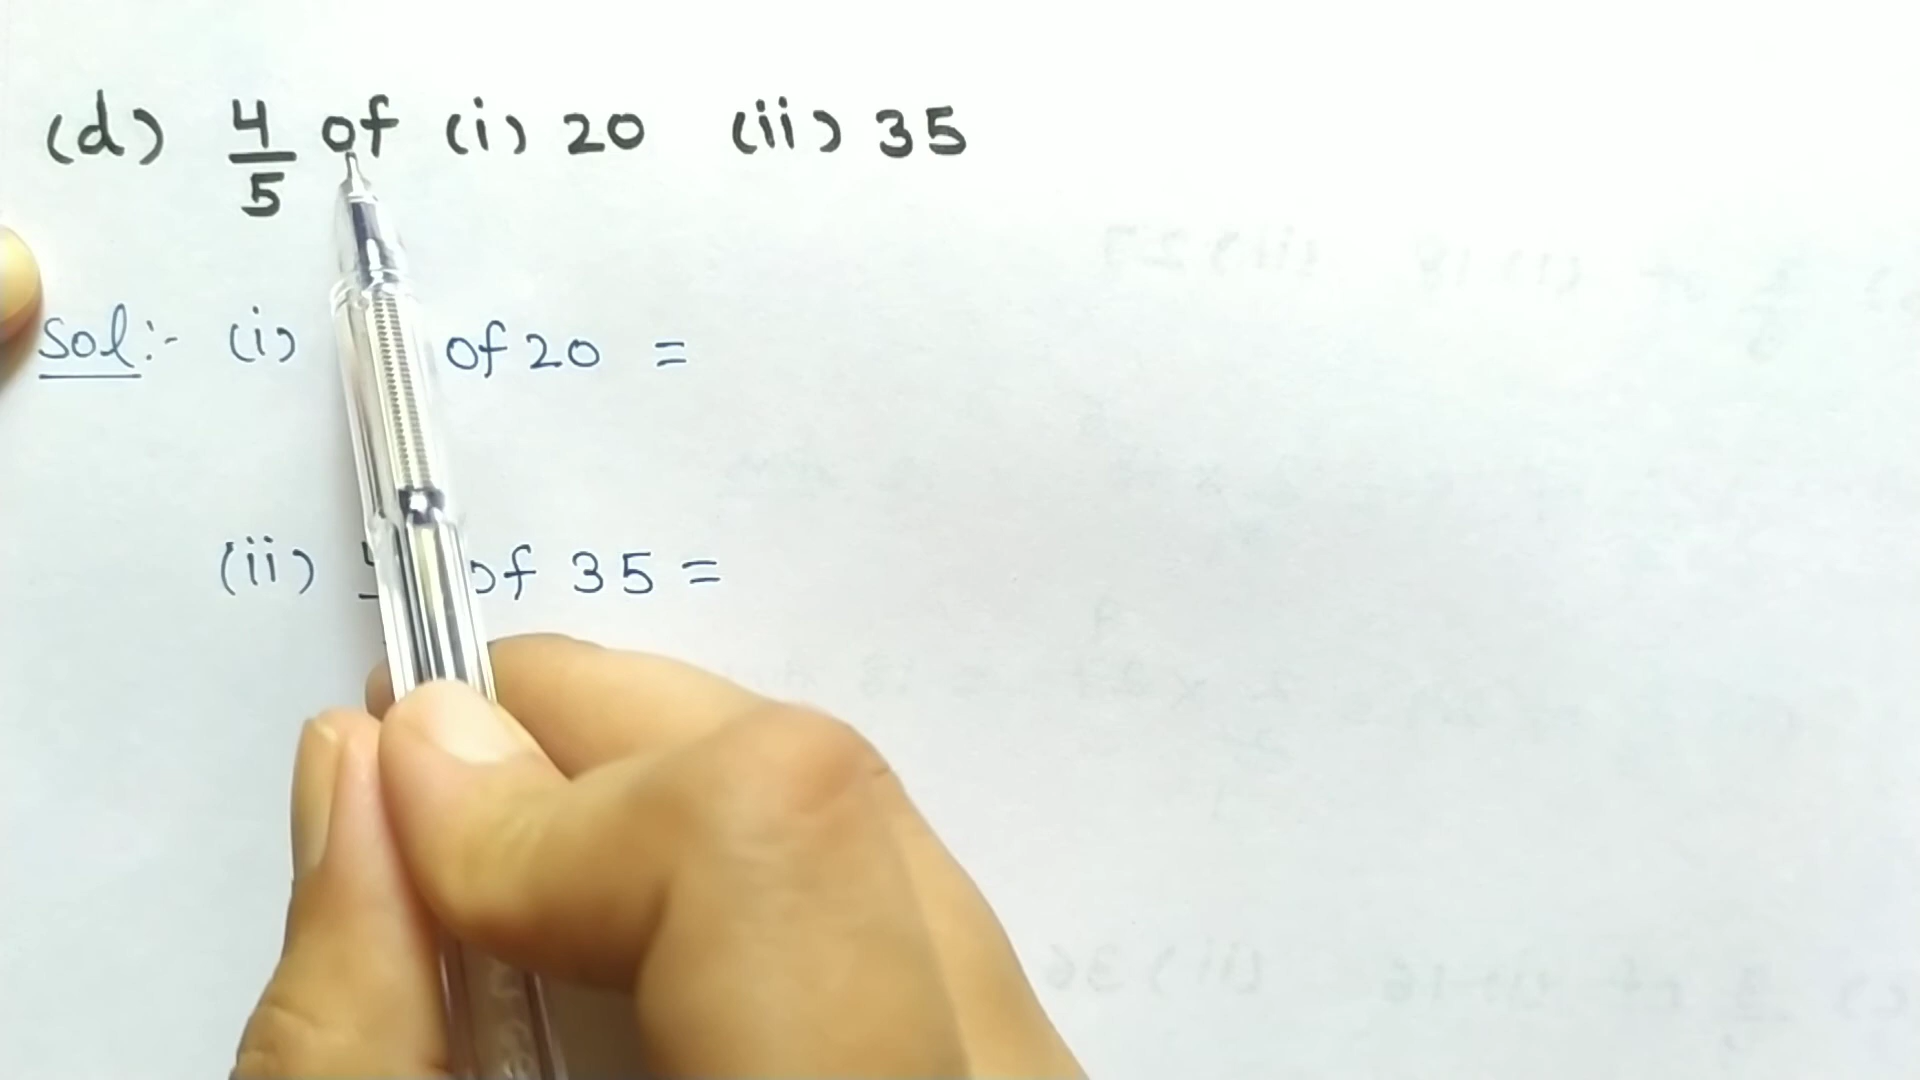 (d) 4/5 of (i) 20 (ii) 35
Sol:- (i) of 20 =
(ii) of 35 =